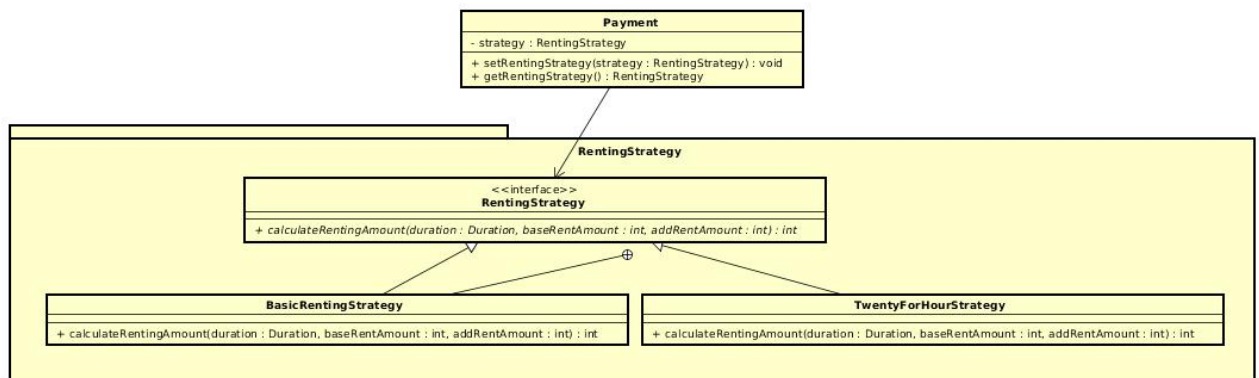 Payment
- strategy : RentingStrategy
+ setRentingStrategy(strategy : RentingStrategy) : void
+ getRentingStrategy() : RentingStrategy
RentingStrategy
<<interface>>
RentingStrategy
+ calculateRentingAmount(duration : Duration, baseRentAmount : int, addRentAmount : int) : int
BasicRentingStrategy
+ calculateRentingAmount(duration : Duration, baseRentAmount : int, addRentAmount : int) : int
TwentyForHourStrategy
+ calculateRentingAmount(duration : Duration, baseRentAmount : int, addRentAmount : int) : int